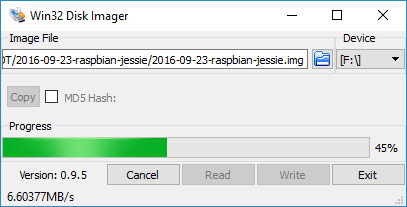 Win32 Disk Imager
Image File
Device
OT/2016-09-23-raspbian-jessie/2016-09-23-raspbian-jessie.img
[F:\]
Copy
MD5 Hash:
Progress
45%
Version: 0.9.5
Cancel
Read
Write
Exit
6.60377MB/s